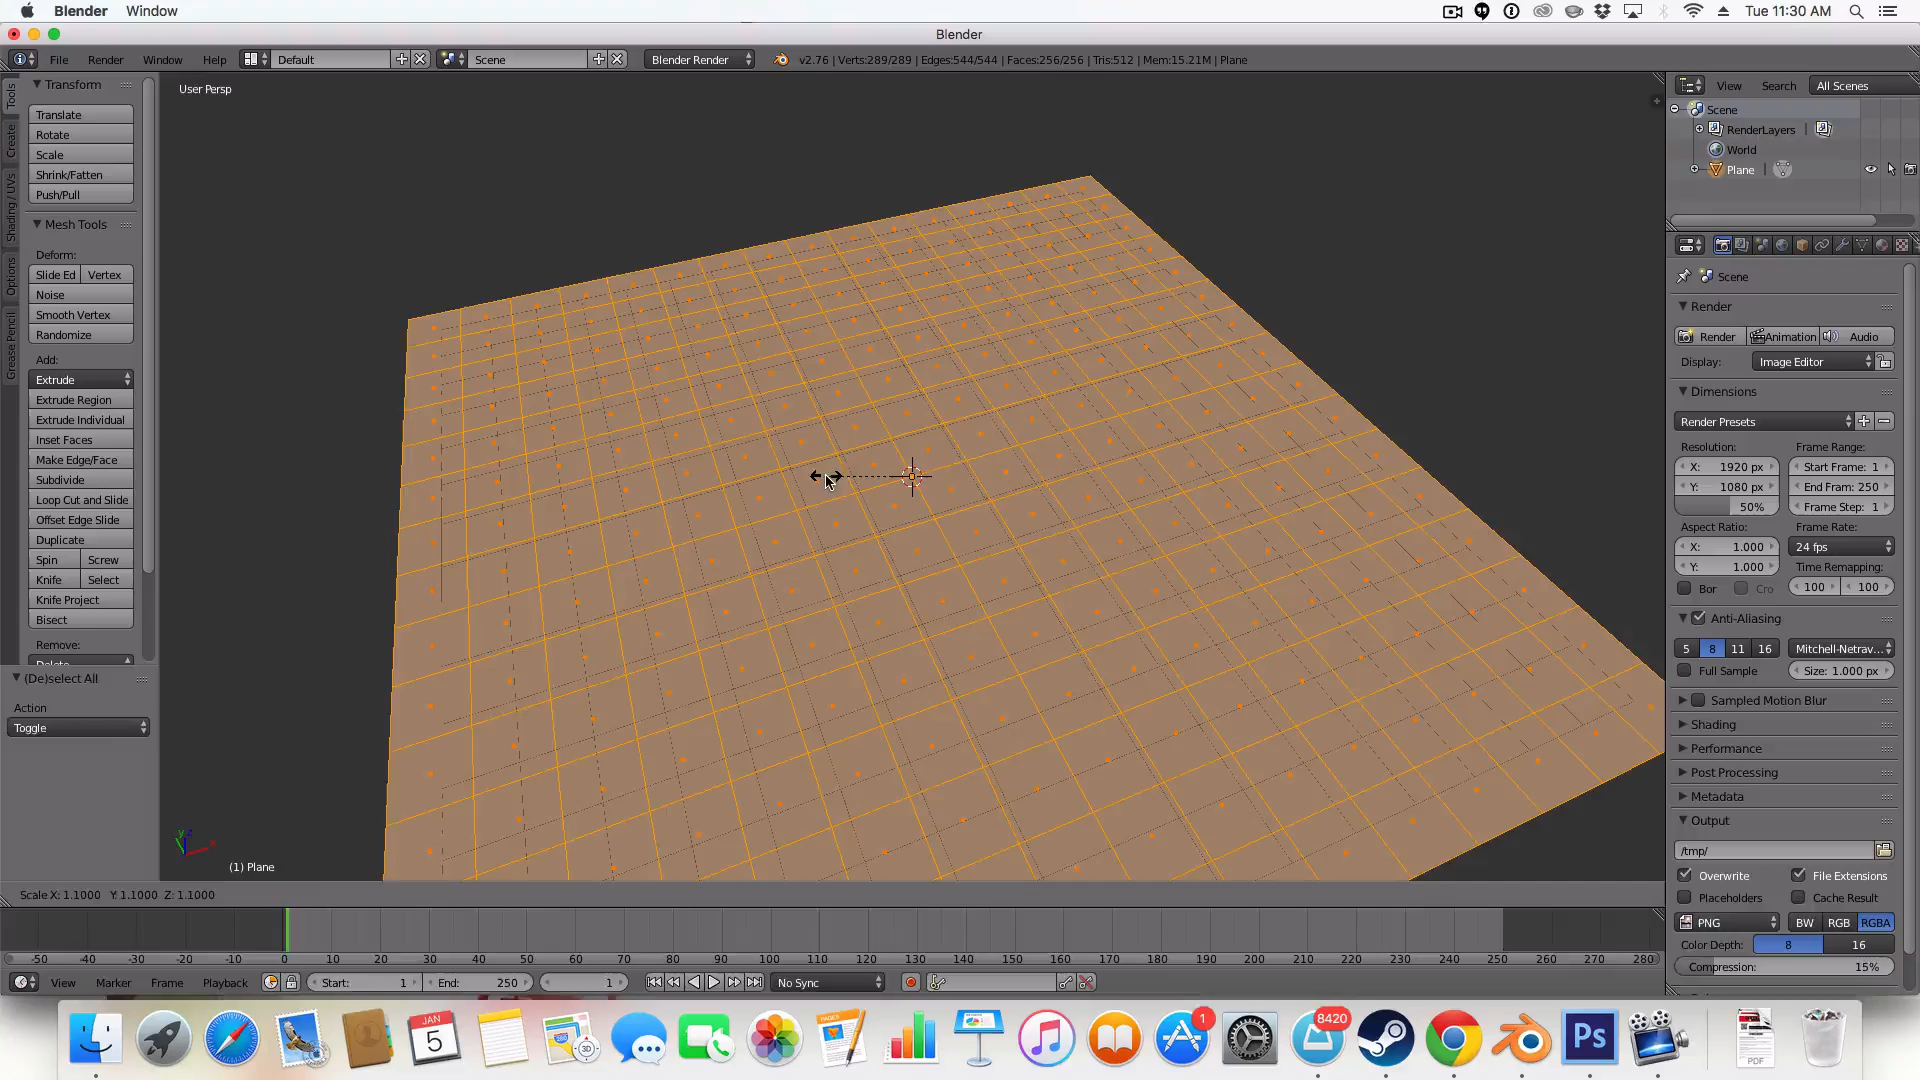 Blender Window Tue 11:30 AM
Blender
File Render Window Help Default Scene Blender Render v2.76 | Verts:289/289 | Edges:544/544 | Faces:256/256 | Tris:512 | Mem:15.21M | Plane
Tools
Create
Shading / UVs
Options
Grease Pencil
Transform
Translate
Rotate
Scale
Shrink/Fatten
Push/Pull
Mesh Tools
Deform:
Slide Ed Vertex
Noise
Smooth Vertex
Randomize
Add:
Extrude
Extrude Region
Extrude Individual
Inset Faces
Make Edge/Face
Subdivide
Loop Cut and Slide
Offset Edge Slide
Duplicate
Spin Screw
Knife Select
Knife Project
Bisect
Remove:
Delete
(De)select All
Action
Toggle
User Persp
(1) Plane
Scale X: 1.1000 Y: 1.1000 Z: 1.1000
View Search All Scenes
Scene
RenderLayers
World
Plane
Scene
Render
Render Animation Audio
Display: Image Editor
Dimensions
Render Presets
Resolution: Frame Range:
X: 1920 px Start Frame: 1
Y: 1080 px End Fram: 250
50% Frame Step: 1
Aspect Ratio: Frame Rate:
X: 1.000 24 fps
Y: 1.000 Time Remapping:
Bor Cro 100 100
Anti-Aliasing
5 8 11 16 Mitchell-Netrav...
Full Sample Size: 1.000 px
Sampled Motion Blur
Shading
Performance
Post Processing
Metadata
Output
/tmp/
Overwrite File Extensions
Placeholders Cache Result
PNG BW RGB RGBA
Color Depth: 8 16
Compression: 15%
-50 -40 -30 -20 -10 0 10 20 30 40 50 60 70 80 90 100 110 120 130 140 150 160 170 180 190 200 210 220 230 240 250 260 270 280
View Marker Frame Playback Start: 1 End: 250 1 No Sync
JAN
5
3D
PAGES
1
8420
Ps
PDF